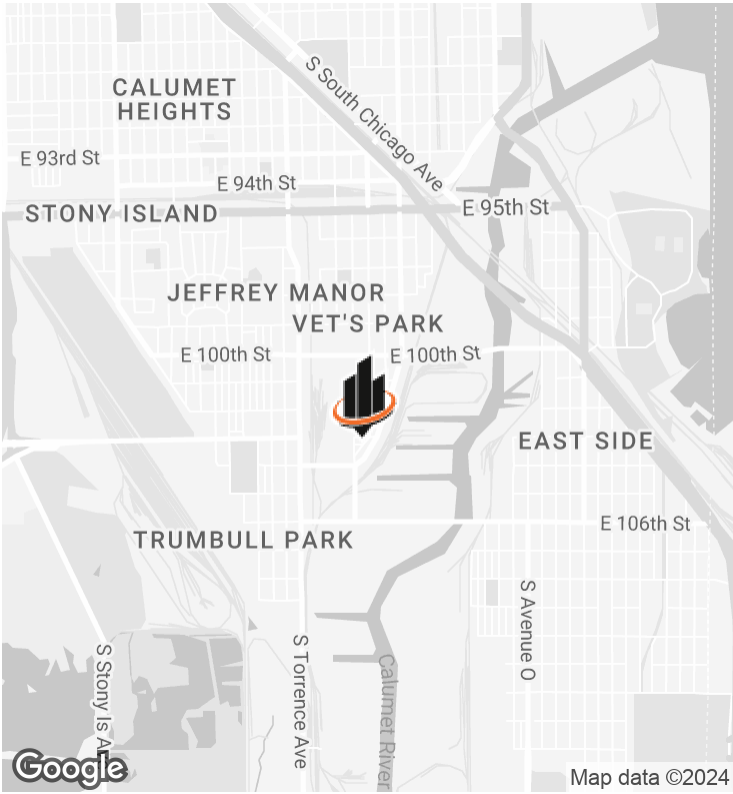 CALUMET
HEIGHTS
S South Chicago Ave
E 93rd St
E 94th St
E 95th St
STONY ISLAND
JEFFREY MANOR
VET'S PARK
E 100th St
E 100th St
EAST SIDE
E 106th St
TRUMBULL PARK
S Avenue O
S Stony Is A
S Torrence Ave
Calumet River
Google
Map data ©2024